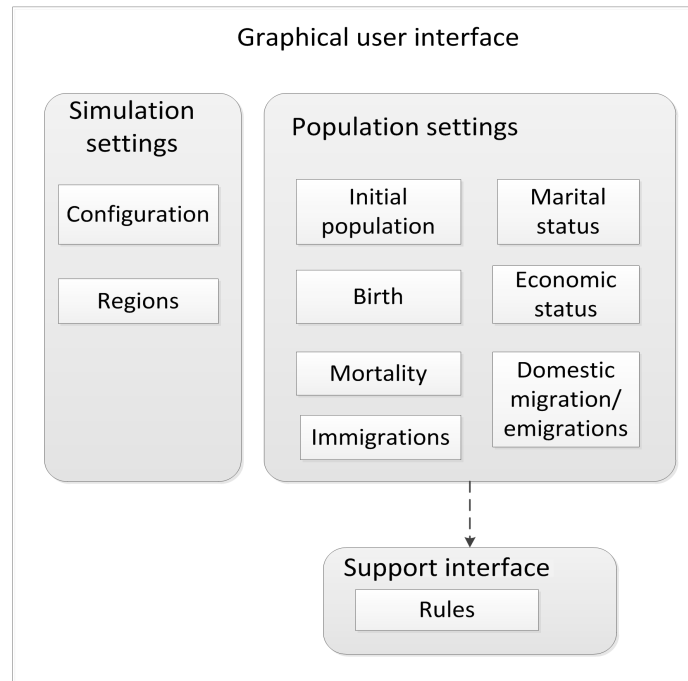 Graphical user interface
Simulation
settings
Configuration
Regions
Population settings
Initial
population
Marital
status
Birth
Economic
status
Mortality
Domestic
migration/
emigrations
Immigrations
Support interface
Rules